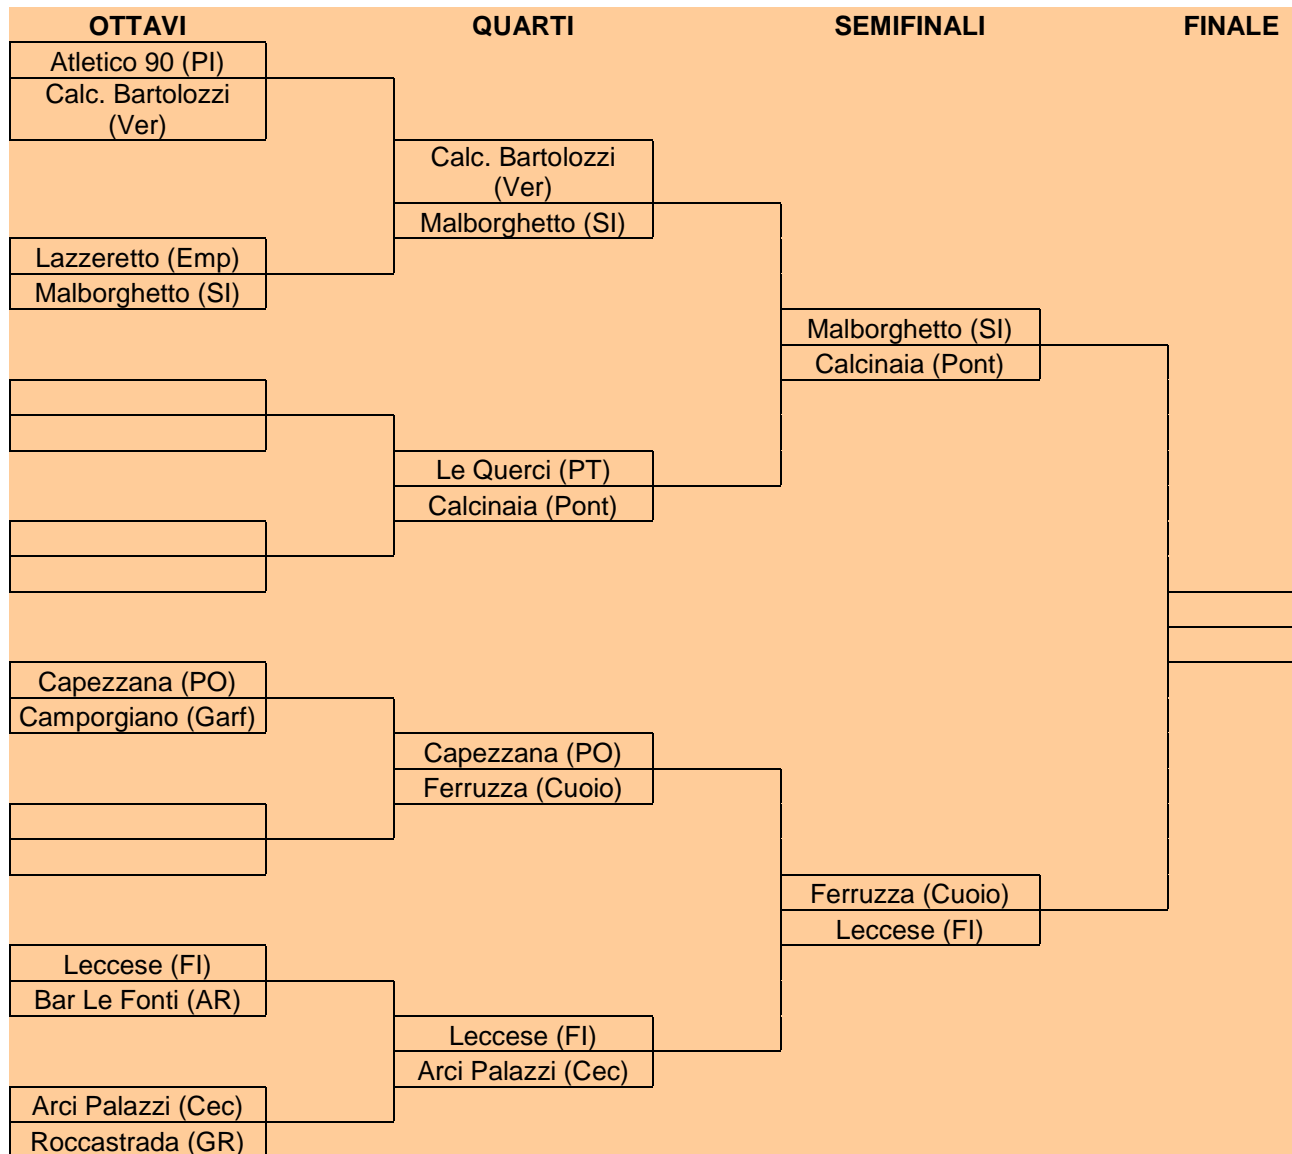 OTTAVI QUARTI SEMIFINALI FINALE
Atletico 90 (PI)
Calc. Bartolozzi
(Ver)
Lazzeretto (Emp)
Malborghetto (SI)
Capezzana (PO)
Camporgiano (Garf)
Leccese (FI)
Bar Le Fonti (AR)
Arci Palazzi (Cec)
Roccastrada (GR)
Calc. Bartolozzi
(Ver)
Malborghetto (SI)
Le Querci (PT)
Calcinaia (Pont)
Capezzana (PO)
Ferruzza (Cuoio)
Leccese (FI)
Arci Palazzi (Cec)
Malborghetto (SI)
Calcinaia (Pont)
Ferruzza (Cuoio)
Leccese (FI)